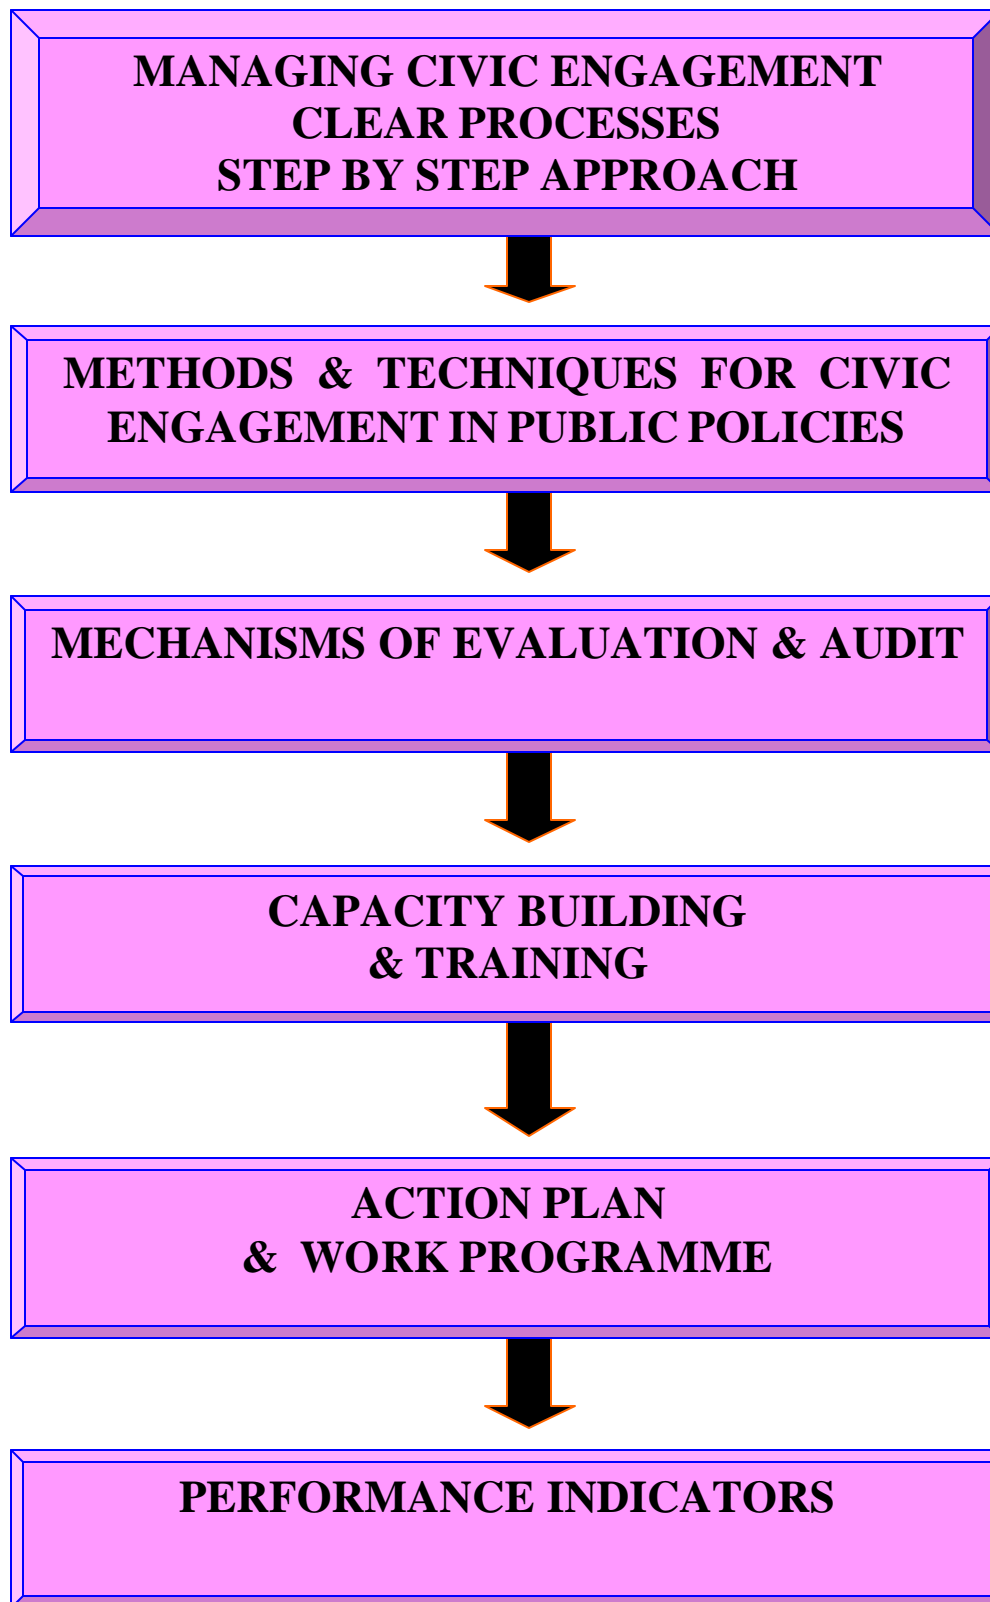 MANAGING CIVIC ENGAGEMENT
CLEAR PROCESSES
STEP BY STEP APPROACH
METHODS & TECHNIQUES FOR CIVIC
ENGAGEMENT IN PUBLIC POLICIES
MECHANISMS OF EVALUATION & AUDIT
CAPACITY BUILDING
& TRAINING
ACTION PLAN
& WORK PROGRAMME
PERFORMANCE INDICATORS